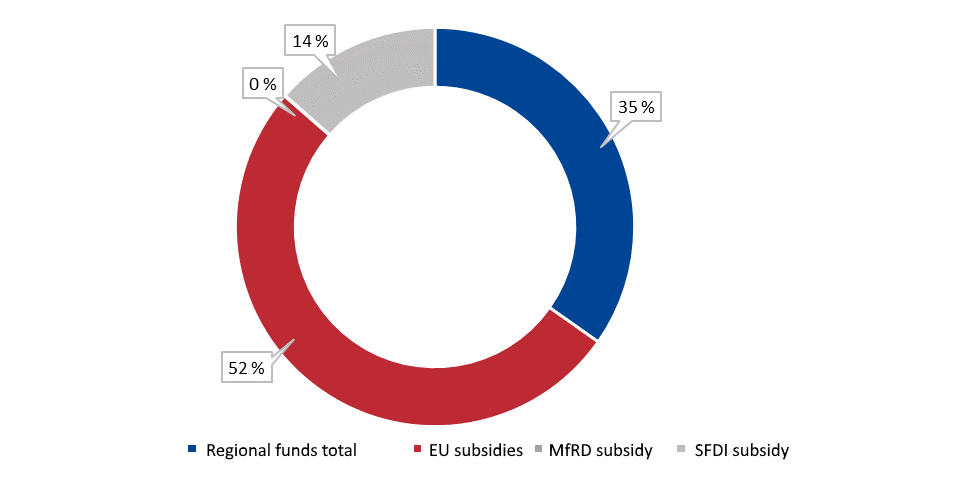 14 %
0 %
35 %
52 %
Regional funds total
EU subsidies
MfRD subsidy
SFDI subsidy